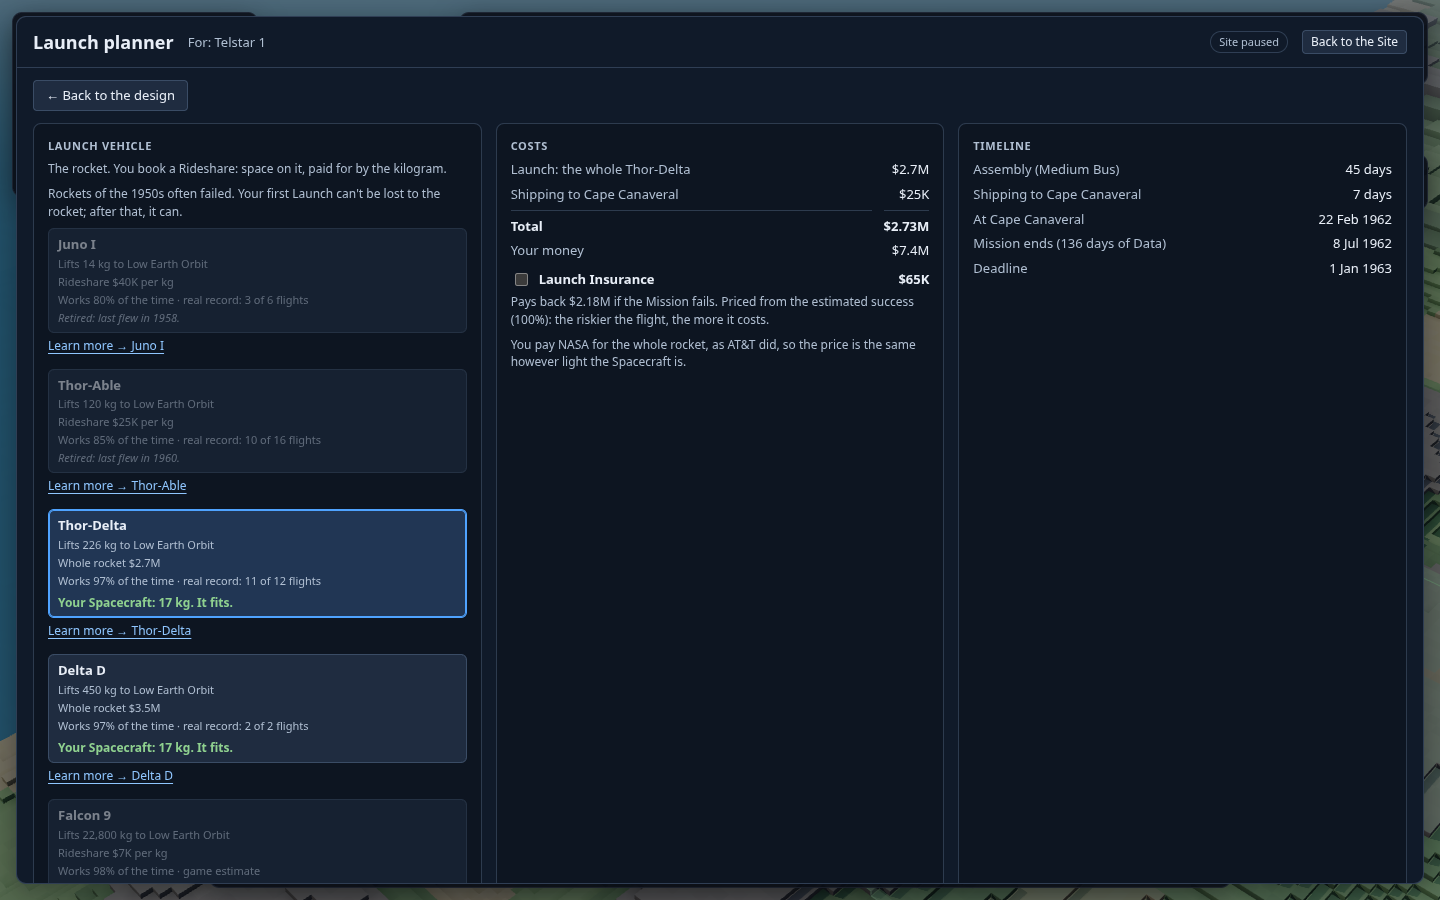 Launch planner
For: Telstar 1
Site paused
Back to the Site
← Back to the design
LAUNCH VEHICLE
The rocket. You book a Rideshare: space on it, paid for by the kilogram.
Rockets of the 1950s often failed. Your first Launch can't be lost to the
rocket; after that, it can.
Juno I
Lifts 14 kg to Low Earth Orbit
Rideshare $40K per kg
Works 80% of the time · real record: 3 of 6 flights
Retired: last flew in 1958.
Learn more → Juno I
Thor-Able
Lifts 120 kg to Low Earth Orbit
Rideshare $25K per kg
Works 85% of the time · real record: 10 of 16 flights
Retired: last flew in 1960.
Learn more → Thor-Able
Thor-Delta
Lifts 226 kg to Low Earth Orbit
Whole rocket $2.7M
Works 97% of the time · real record: 11 of 12 flights
Your Spacecraft: 17 kg. It fits.
Learn more → Thor-Delta
Delta D
Lifts 450 kg to Low Earth Orbit
Whole rocket $3.5M
Works 97% of the time · real record: 2 of 2 flights
Your Spacecraft: 17 kg. It fits.
Learn more → Delta D
Falcon 9
Lifts 22,800 kg to Low Earth Orbit
Rideshare $7K per kg
Works 98% of the time · game estimate
COSTS
Launch: the whole Thor-Delta $2.7M
Shipping to Cape Canaveral $25K
Total $2.73M
Your money $7.4M
Launch Insurance $65K
Pays back $2.18M if the Mission fails. Priced from the estimated success
(100%): the riskier the flight, the more it costs.
You pay NASA for the whole rocket, as AT&T did, so the price is the same
however light the Spacecraft is.
TIMELINE
Assembly (Medium Bus) 45 days
Shipping to Cape Canaveral 7 days
At Cape Canaveral 22 Feb 1962
Mission ends (136 days of Data) 8 Jul 1962
Deadline 1 Jan 1963